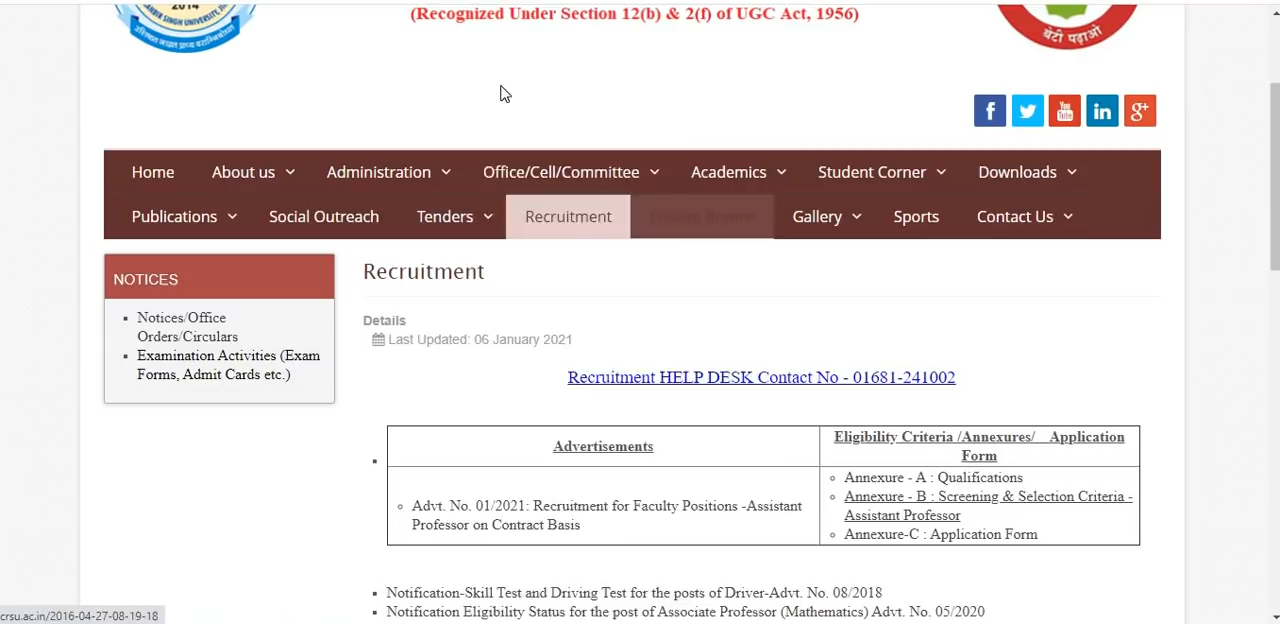 2014
(Recognized Under Section 12(b) & 2(f) of UGC Act, 1956)
बेटी पढ़ाओ
Home About us Administration Office/Cell/Committee Academics Student Corner Downloads
Publications Social Outreach Tenders Recruitment Gallery Sports Contact Us
NOTICES
Notices/Office
Orders/Circulars
Examination Activities (Exam
Forms, Admit Cards etc.)
Recruitment
Details
Last Updated: 06 January 2021
Recruitment HELP DESK Contact No - 01681-241002
Advertisements
Eligibility Criteria /Annexures/ Application
Form
Advt. No. 01/2021: Recruitment for Faculty Positions -Assistant
Professor on Contract Basis
Annexure - A : Qualifications
Annexure - B : Screening & Selection Criteria -
Assistant Professor
Annexure-C : Application Form
Notification-Skill Test and Driving Test for the posts of Driver-Advt. No. 08/2018
Notification Eligibility Status for the post of Associate Professor (Mathematics) Advt. No. 05/2020
crsu.ac.in/2016-04-27-08-19-18